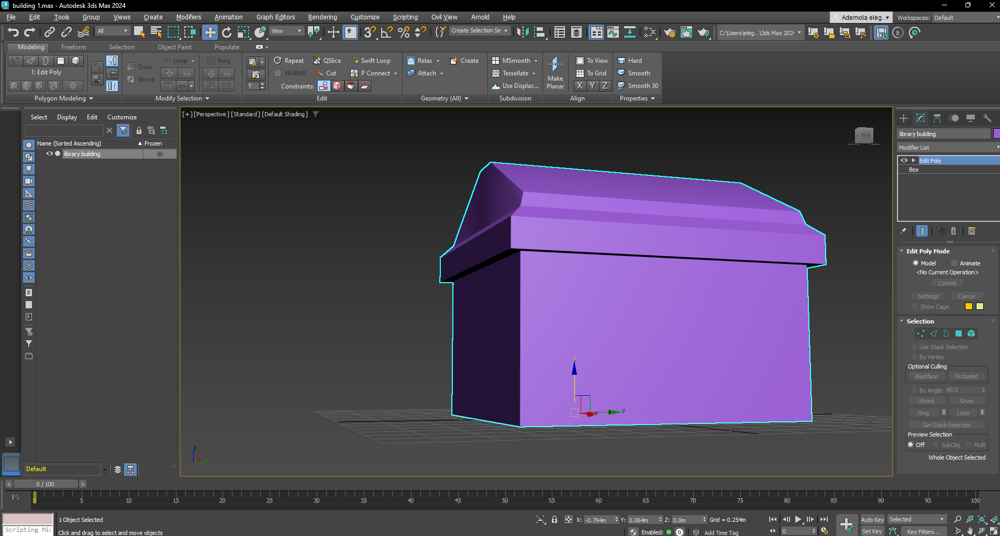 building 1.max - Autodesk 3ds Max 2024
File Edit Tools Group Views Create Modifiers Animation Graph Editors Rendering Customize Scripting Civil View Arnold Help
Ademola eleg... Workspaces: Default
All View Create Selection Se C:\Users\eleg...\3ds Max 202 8
Modeling Freeform Selection Object Paint Populate
1: Edit Poly
Polygon Modeling
Grow
Shrink
Loop
Ring
Modify Selection
1
Repeat QSlice Swift Loop
NURMS Cut P Connect
Constraints:
Edit
Relax Create
Attach
Geometry (All)
MSmooth
Tessellate
Use Displac...
Subdivision
Make
Planar
To View
To Grid
X Y Z
Align
Hard
Smooth
Smooth 30
Properties
Select Display Edit Customize
Name (Sorted Ascending) Frozen
library building
Default
[+] [Perspective] [Standard] [Default Shading]
RIGHT
z
y
x
z
x
y
library building
Modifier List
Edit Poly
Box
Edit Poly Mode
Model Animate
<No Current Operation>
Commit
Settings Cancel
Show Cage
Selection
Use Stack Selection
By Vertex
Optional Culling
Backface Occluded
By Angle: 45.0
Shrink Grow
Ring Loop
Get Stack Selection
Preview Selection
Off SubObj Multi
Whole Object Selected
< 0 / 100 >
0 5 10 15 20 25 30 35 40 45 50 55 60 65 70 75 80 85 90 95 100
1 Object Selected
Click and drag to select and move objects
Scripting Mi
X: -0.794m Y: 0.064m Z: 0.0m Grid = 0.254m
Enabled: 0 Add Time Tag
0
Auto Key Selected
Set Key Key Filters...